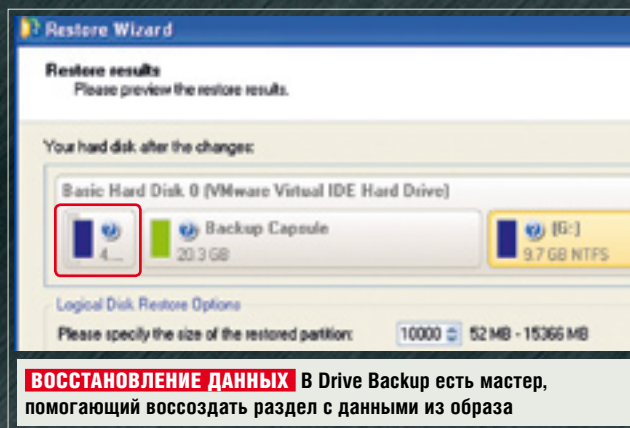 Restore Wizard
Restore results
Please preview the restore results.
Your hard disk after the changes:
Basic Hard Disk 0 (VMware Virtual IDE Hard Drive)
4...
Backup Capsule
20.3 GB
(G:)
9.7 GB NTFS
Logical Disk Restore Options
Please specify the size of the restored partition:
10000
52 MB - 15366 MB
ВОССТАНОВЛЕНИЕ ДАННЫХ В Drive Backup есть мастер,
помогающий воссоздать раздел с данными из образа